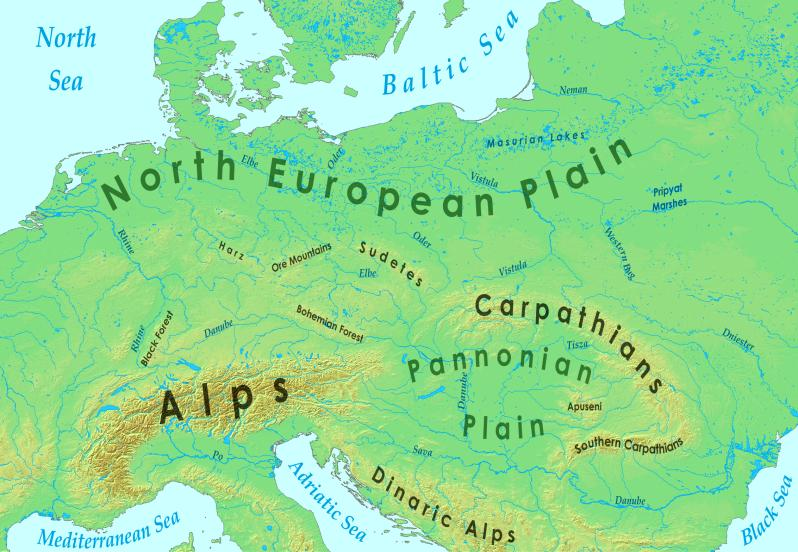 North
Sea
Baltic Sea
Neman
Masurian Lakes
North European Plain
Elbe
Oder
Vistula
Pripyat
Marshes
Rhine
Harz
Ore Mountains
Sudetes
Oder
Elbe
Vistula
Western Bug
Rhine
Black Forest
Danube
Bohemian Forest
Carpathians
Dniester
Tisza
Pannonian
Plain
Danube
Alps
Apuseni
Southern Carpathians
Po
Sava
Adriatic Sea
Dinaric Alps
Danube
Mediterranean Sea
Black Sea